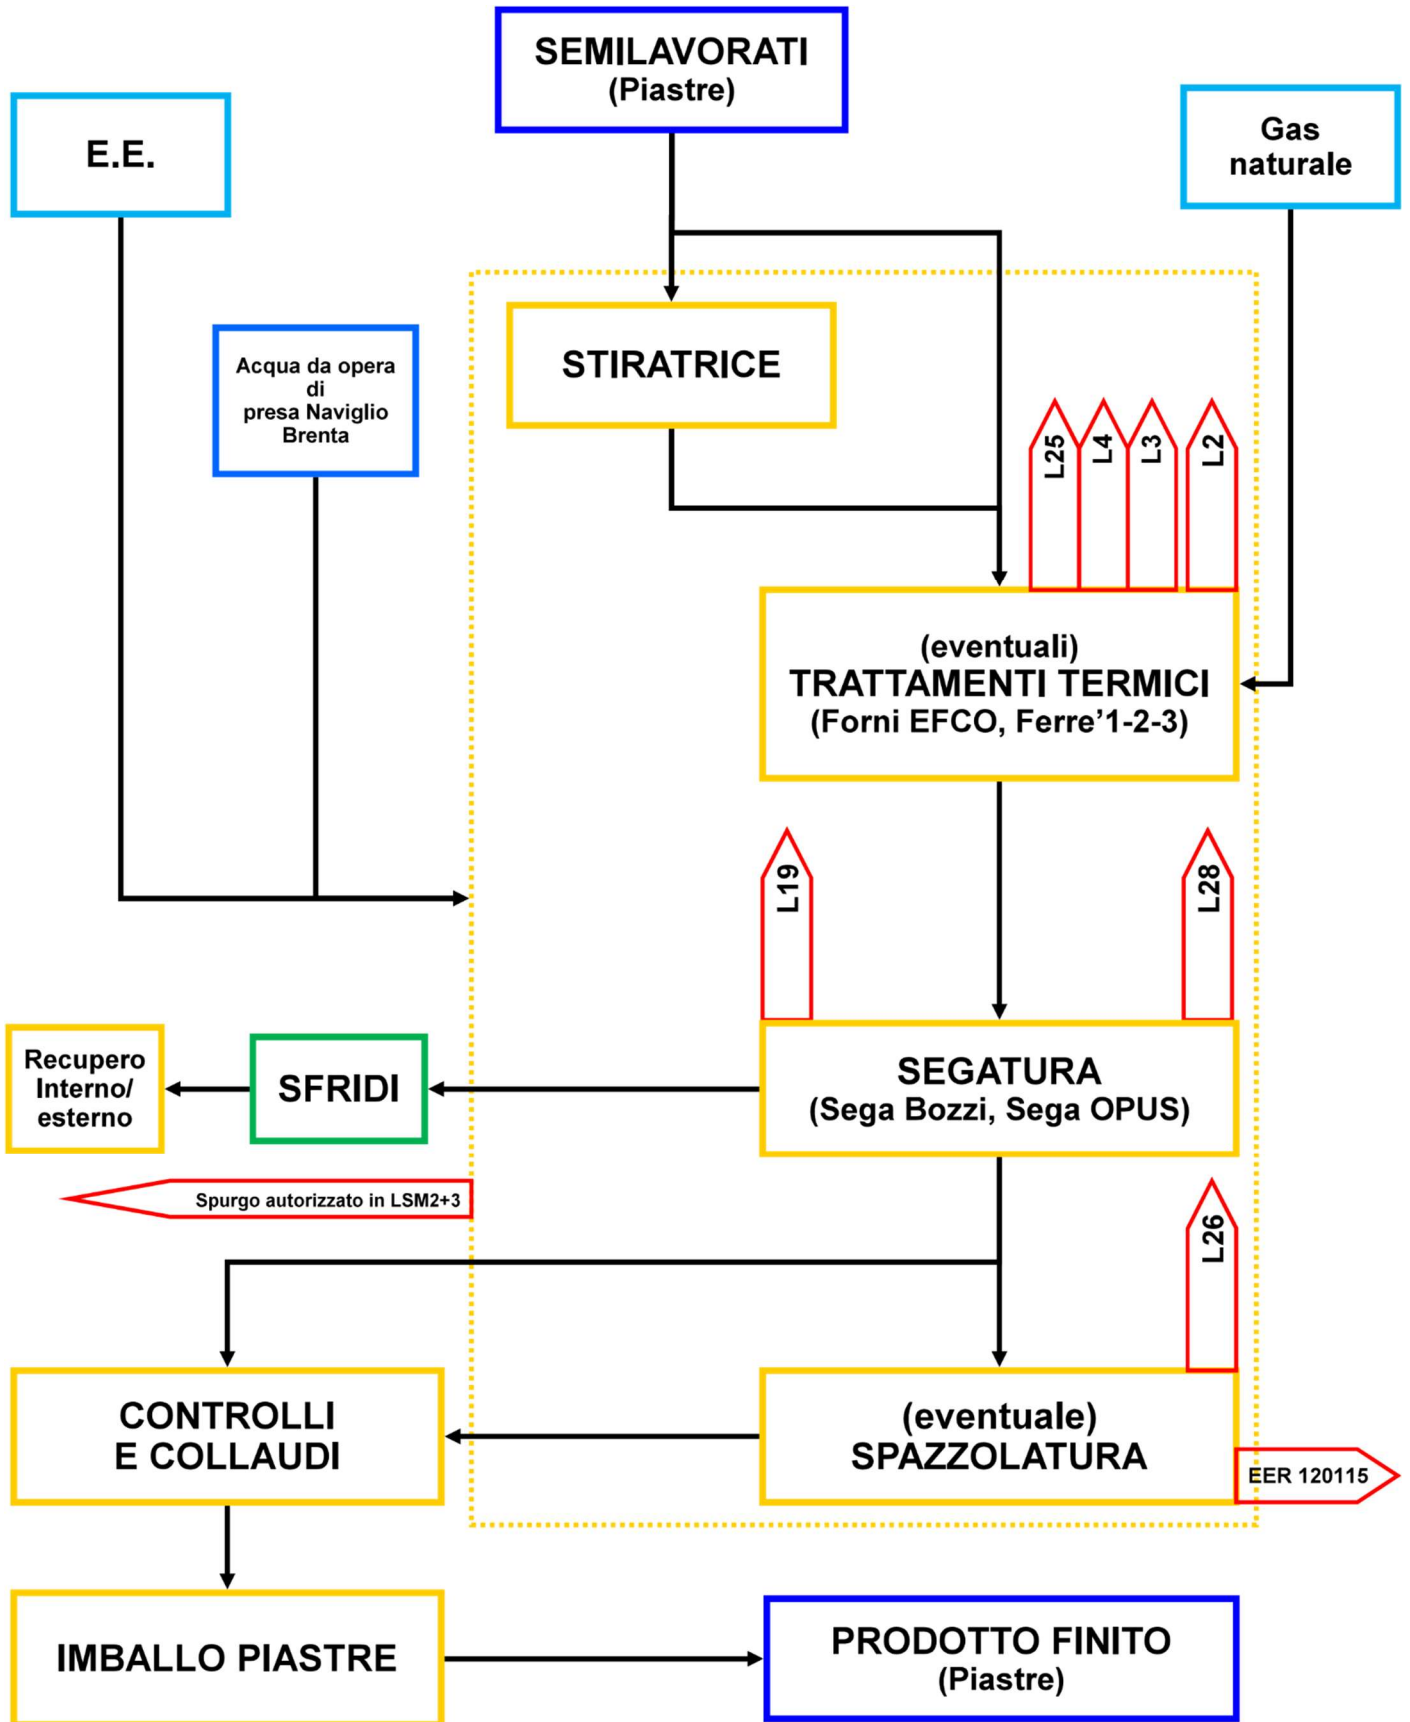 SEMILAVORATI
(Piastre)
E.E.
Gas
naturale
Acqua da opera
di
presa Naviglio
Brenta
STIRATRICE
L25
L4
L3
L2
(eventuali)
TRATTAMENTI TERMICI
(Forni EFCO, Ferre’1-2-3)
L19
L28
Recupero
Interno/
esterno
SFRIDI
SEGATURA
(Sega Bozzi, Sega OPUS)
Spurgo autorizzato in LSM2+3
L26
CONTROLLI
E COLLAUDI
(eventuale)
SPAZZOLATURA
EER 120115
IMBALLO PIASTRE
PRODOTTO FINITO
(Piastre)